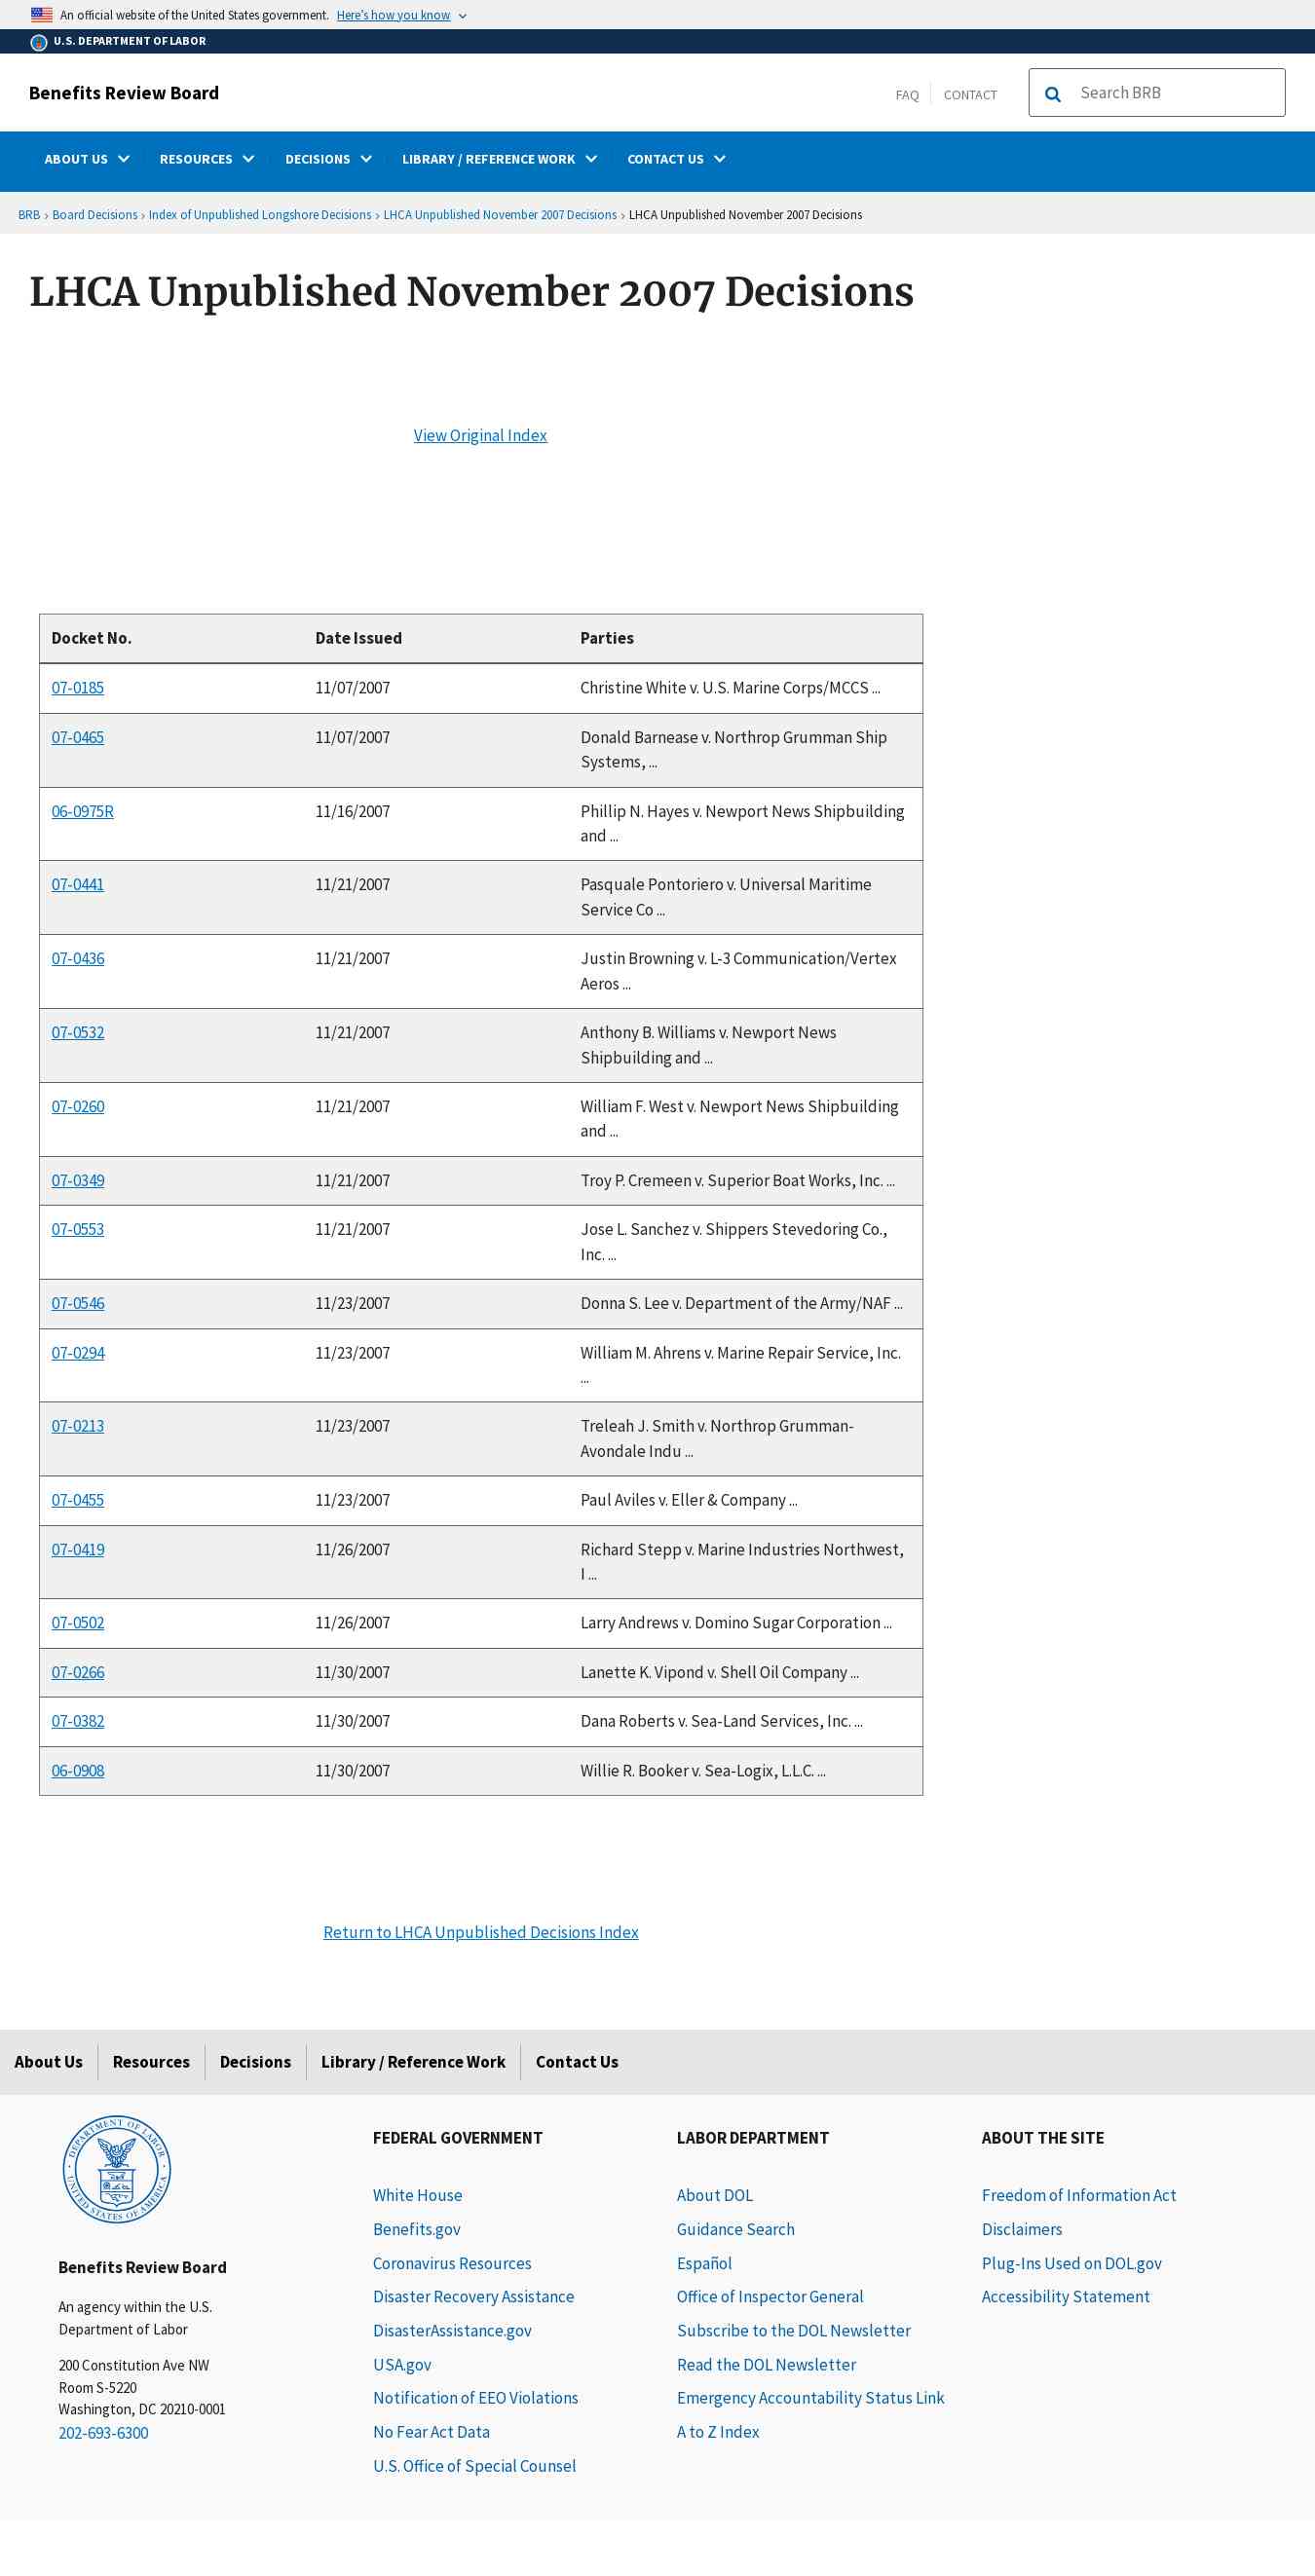 An official website of the United States government. Here's how you know
U.S. DEPARTMENT OF LABOR
Benefits Review Board
FAQ
CONTACT
Search BRB
ABOUT US
RESOURCES
DECISIONS
LIBRARY / REFERENCE WORK
CONTACT US
BRB › Board Decisions › Index of Unpublished Longshore Decisions › LHCA Unpublished November 2007 Decisions › LHCA Unpublished November 2007 Decisions
LHCA Unpublished November 2007 Decisions
View Original Index
Docket No. Date Issued Parties
07-0185 11/07/2007 Christine White v. U.S. Marine Corps/MCCS ...
07-0465 11/07/2007 Donald Barnease v. Northrop Grumman Ship
Systems, ...
06-0975R 11/16/2007 Phillip N. Hayes v. Newport News Shipbuilding
and ...
07-0441 11/21/2007 Pasquale Pontoriero v. Universal Maritime
Service Co ...
07-0436 11/21/2007 Justin Browning v. L-3 Communication/Vertex
Aeros ...
07-0532 11/21/2007 Anthony B. Williams v. Newport News
Shipbuilding and ...
07-0260 11/21/2007 William F. West v. Newport News Shipbuilding
and ...
07-0349 11/21/2007 Troy P. Cremeen v. Superior Boat Works, Inc. ...
07-0553 11/21/2007 Jose L. Sanchez v. Shippers Stevedoring Co.,
Inc. ...
07-0546 11/23/2007 Donna S. Lee v. Department of the Army/NAF ...
07-0294 11/23/2007 William M. Ahrens v. Marine Repair Service, Inc.
...
07-0213 11/23/2007 Treleah J. Smith v. Northrop Grumman-
Avondale Indu ...
07-0455 11/23/2007 Paul Aviles v. Eller & Company ...
07-0419 11/26/2007 Richard Stepp v. Marine Industries Northwest,
I ...
07-0502 11/26/2007 Larry Andrews v. Domino Sugar Corporation ...
07-0266 11/30/2007 Lanette K. Vipond v. Shell Oil Company ...
07-0382 11/30/2007 Dana Roberts v. Sea-Land Services, Inc. ...
06-0908 11/30/2007 Willie R. Booker v. Sea-Logix, L.L.C. ...
Return to LHCA Unpublished Decisions Index
About Us
Resources
Decisions
Library / Reference Work
Contact Us
DEPARTMENT OF LABOR
UNITED STATES OF AMERICA
Benefits Review Board
An agency within the U.S.
Department of Labor
200 Constitution Ave NW
Room S-5220
Washington, DC 20210-0001
202-693-6300
FEDERAL GOVERNMENT
White House
Benefits.gov
Coronavirus Resources
Disaster Recovery Assistance
DisasterAssistance.gov
USA.gov
Notification of EEO Violations
No Fear Act Data
U.S. Office of Special Counsel
LABOR DEPARTMENT
About DOL
Guidance Search
Español
Office of Inspector General
Subscribe to the DOL Newsletter
Read the DOL Newsletter
Emergency Accountability Status Link
A to Z Index
ABOUT THE SITE
Freedom of Information Act
Disclaimers
Plug-Ins Used on DOL.gov
Accessibility Statement